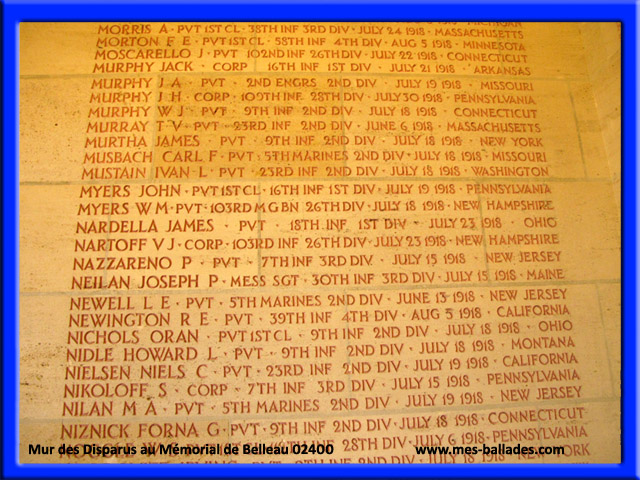 MICHIGAN
MORRIS A · PVT 1ST CL · 38TH INF 3RD DIV · JULY 24 1918 · MASSACHUSETTS
MORTON F E · PVT 1ST CL · 58TH INF 4TH DIV · AUG 5 1918 · MINNESOTA
MOSCARELLO J · PVT · 102ND INF 26TH DIV · JULY 22 1918 · CONNECTICUT
MURPHY JACK · CORP · 16TH INF 1ST DIV · JULY 21 1918 · ARKANSAS
MURPHY J A · PVT · 2ND ENGRS 2ND DIV · JULY 19 1918 · MISSOURI
MURPHY J H · CORP · 109TH INF 28TH DIV · JULY 30 1918 · PENNSYLVANIA
MURPHY W J · PVT · 9TH INF 2ND DIV · JULY 18 1918 · CONNECTICUT
MURRAY T V · PVT · 23RD INF 2ND DIV · JUNE 6 1918 · MASSACHUSETTS
MURTHA JAMES · PVT · 9TH INF 2ND DIV · JULY 18 1918 · NEW YORK
MUSBACH CARL F · PVT · 5TH MARINES 2ND DIV · JULY 18 1918 · MISSOURI
MUSTAIN IVAN L · PVT · 23RD INF 2ND DIV · JULY 18 1918 · WASHINGTON
MYERS JOHN · PVT 1ST CL · 16TH INF 1ST DIV · JULY 19 1918 · PENNSYLVANIA
MYERS W M · PVT · 103RD M G BN 26TH DIV · JULY 18 1918 · NEW HAMPSHIRE
NARDELLA JAMES · PVT · 18TH INF 1ST DIV · JULY 23 1918 · OHIO
NARTOFF V J · CORP · 103RD INF 26TH DIV · JULY 23 1918 · NEW HAMPSHIRE
NAZZARENO P · PVT · 7TH INF 3RD DIV · JULY 15 1918 · NEW JERSEY
NEILAN JOSEPH P · MESS SGT · 30TH INF 3RD DIV · JULY 15 1918 · MAINE
NEWELL L E · PVT · 5TH MARINES 2ND DIV · JUNE 13 1918 · NEW JERSEY
NEWINGTON R E · PVT · 39TH INF 4TH DIV · AUG 5 1918 · CALIFORNIA
NICHOLS ORAN · PVT 1ST CL · 9TH INF 2ND DIV · JULY 18 1918 · OHIO
NIDLE HOWARD L · PVT · 9TH INF 2ND DIV · JULY 18 1918 · MONTANA
NIELSEN NIELS C · PVT · 23RD INF 2ND DIV · JULY 19 1918 · CALIFORNIA
NIKOLOFF S · CORP · 7TH INF 3RD DIV · JULY 15 1918 · PENNSYLVANIA
NILAN M A · PVT · 5TH MARINES 2ND DIV · JULY 19 1918 · NEW JERSEY
NIZNICK FORNA G · PVT · 9TH INF 2ND DIV · JULY 18 1918 · CONNECTICUT
INF 28TH DIV · JULY 6 1918 · PENNSYLVANIA
INF 2ND DIV · JULY 18 1918 · NEW YORK
Mur des Disparus au Mémorial de Belleau 02400 www.mes-ballades.com